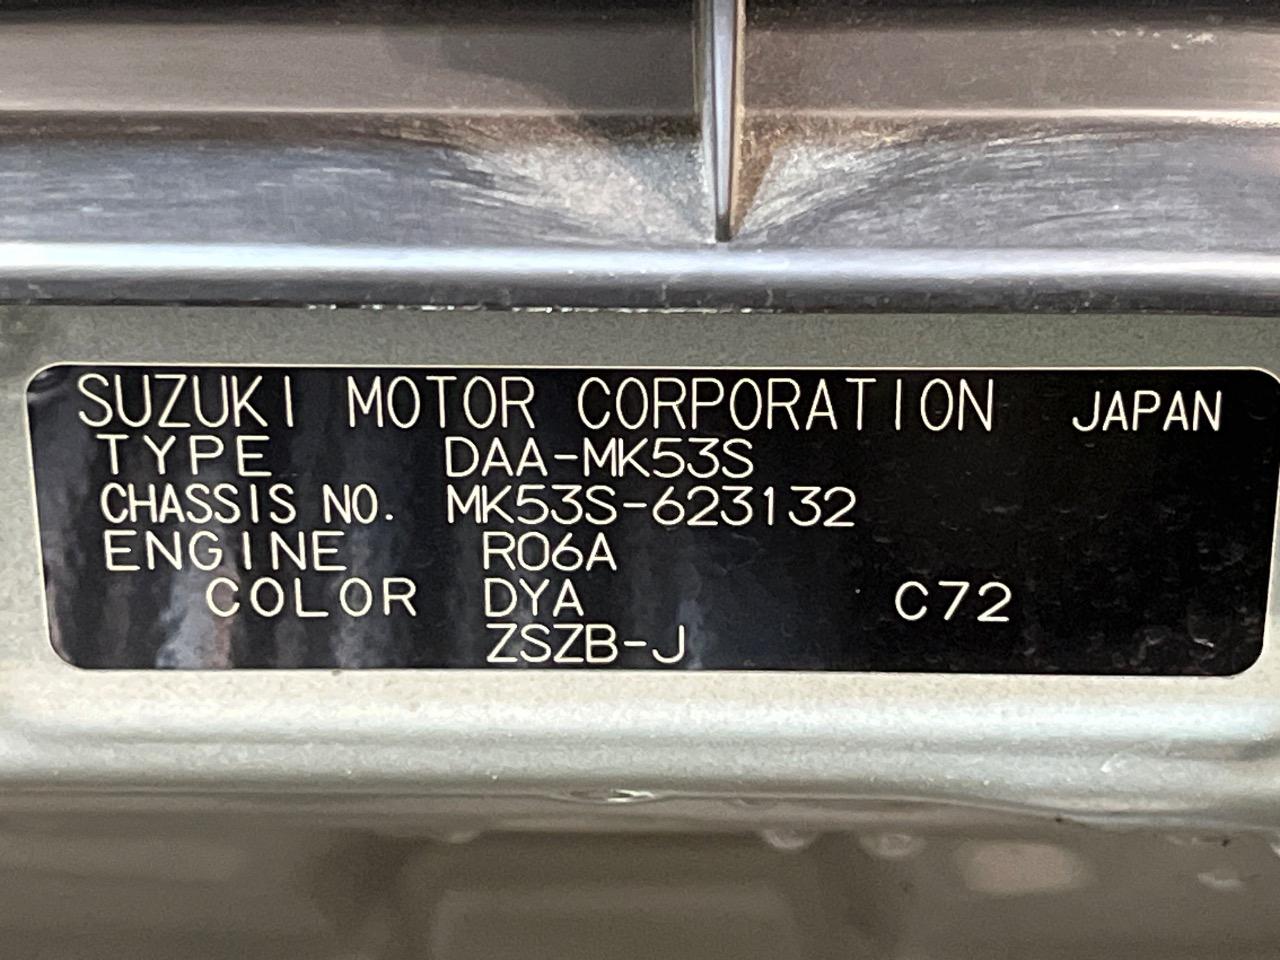 SUZUKI MOTOR CORPORATION JAPAN
TYPE DAA-MK53S
CHASSIS NO. MK53S-623132
ENGINE R06A
COLOR DYA C72
ZSZB-J